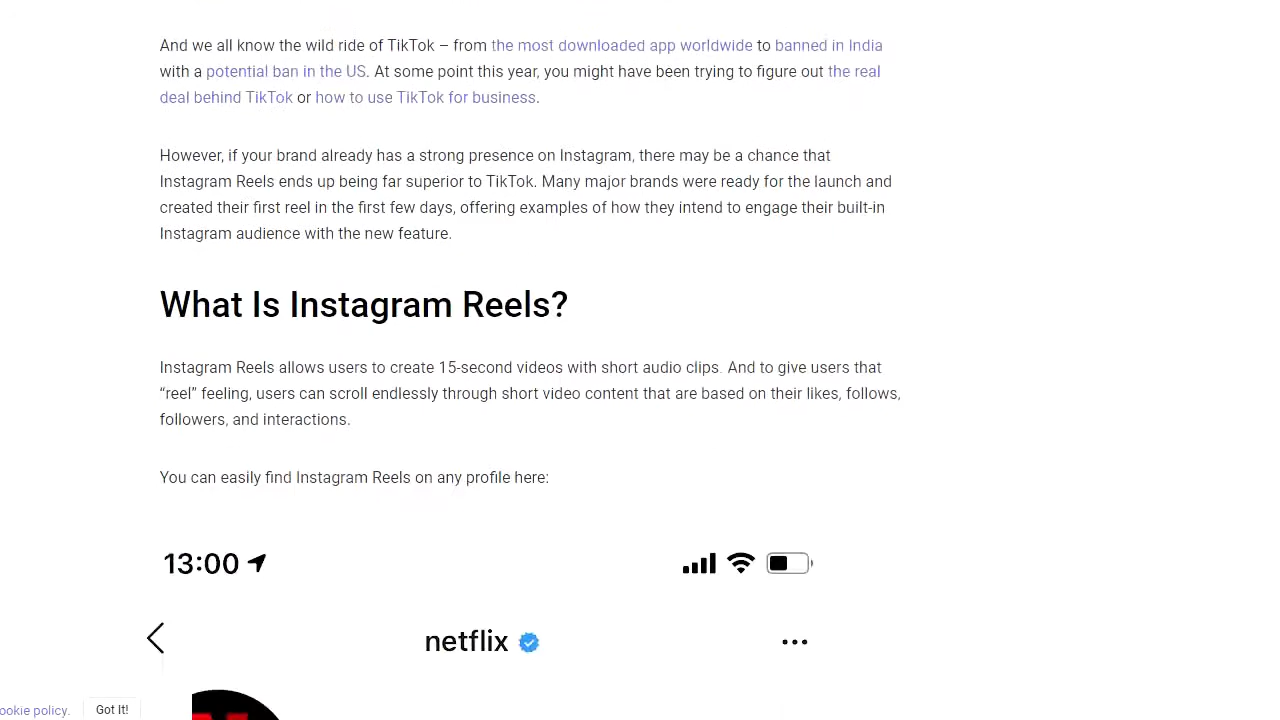 And we all know the wild ride of TikTok – from the most downloaded app worldwide to banned in India
with a potential ban in the US. At some point this year, you might have been trying to figure out the real
deal behind TikTok or how to use TikTok for business.
However, if your brand already has a strong presence on Instagram, there may be a chance that
Instagram Reels ends up being far superior to TikTok. Many major brands were ready for the launch and
created their first reel in the first few days, offering examples of how they intend to engage their built-in
Instagram audience with the new feature.
What Is Instagram Reels?
Instagram Reels allows users to create 15-second videos with short audio clips. And to give users that
“reel” feeling, users can scroll endlessly through short video content that are based on their likes, follows,
followers, and interactions.
You can easily find Instagram Reels on any profile here:
13:00
netflix
ookie policy. Got It!